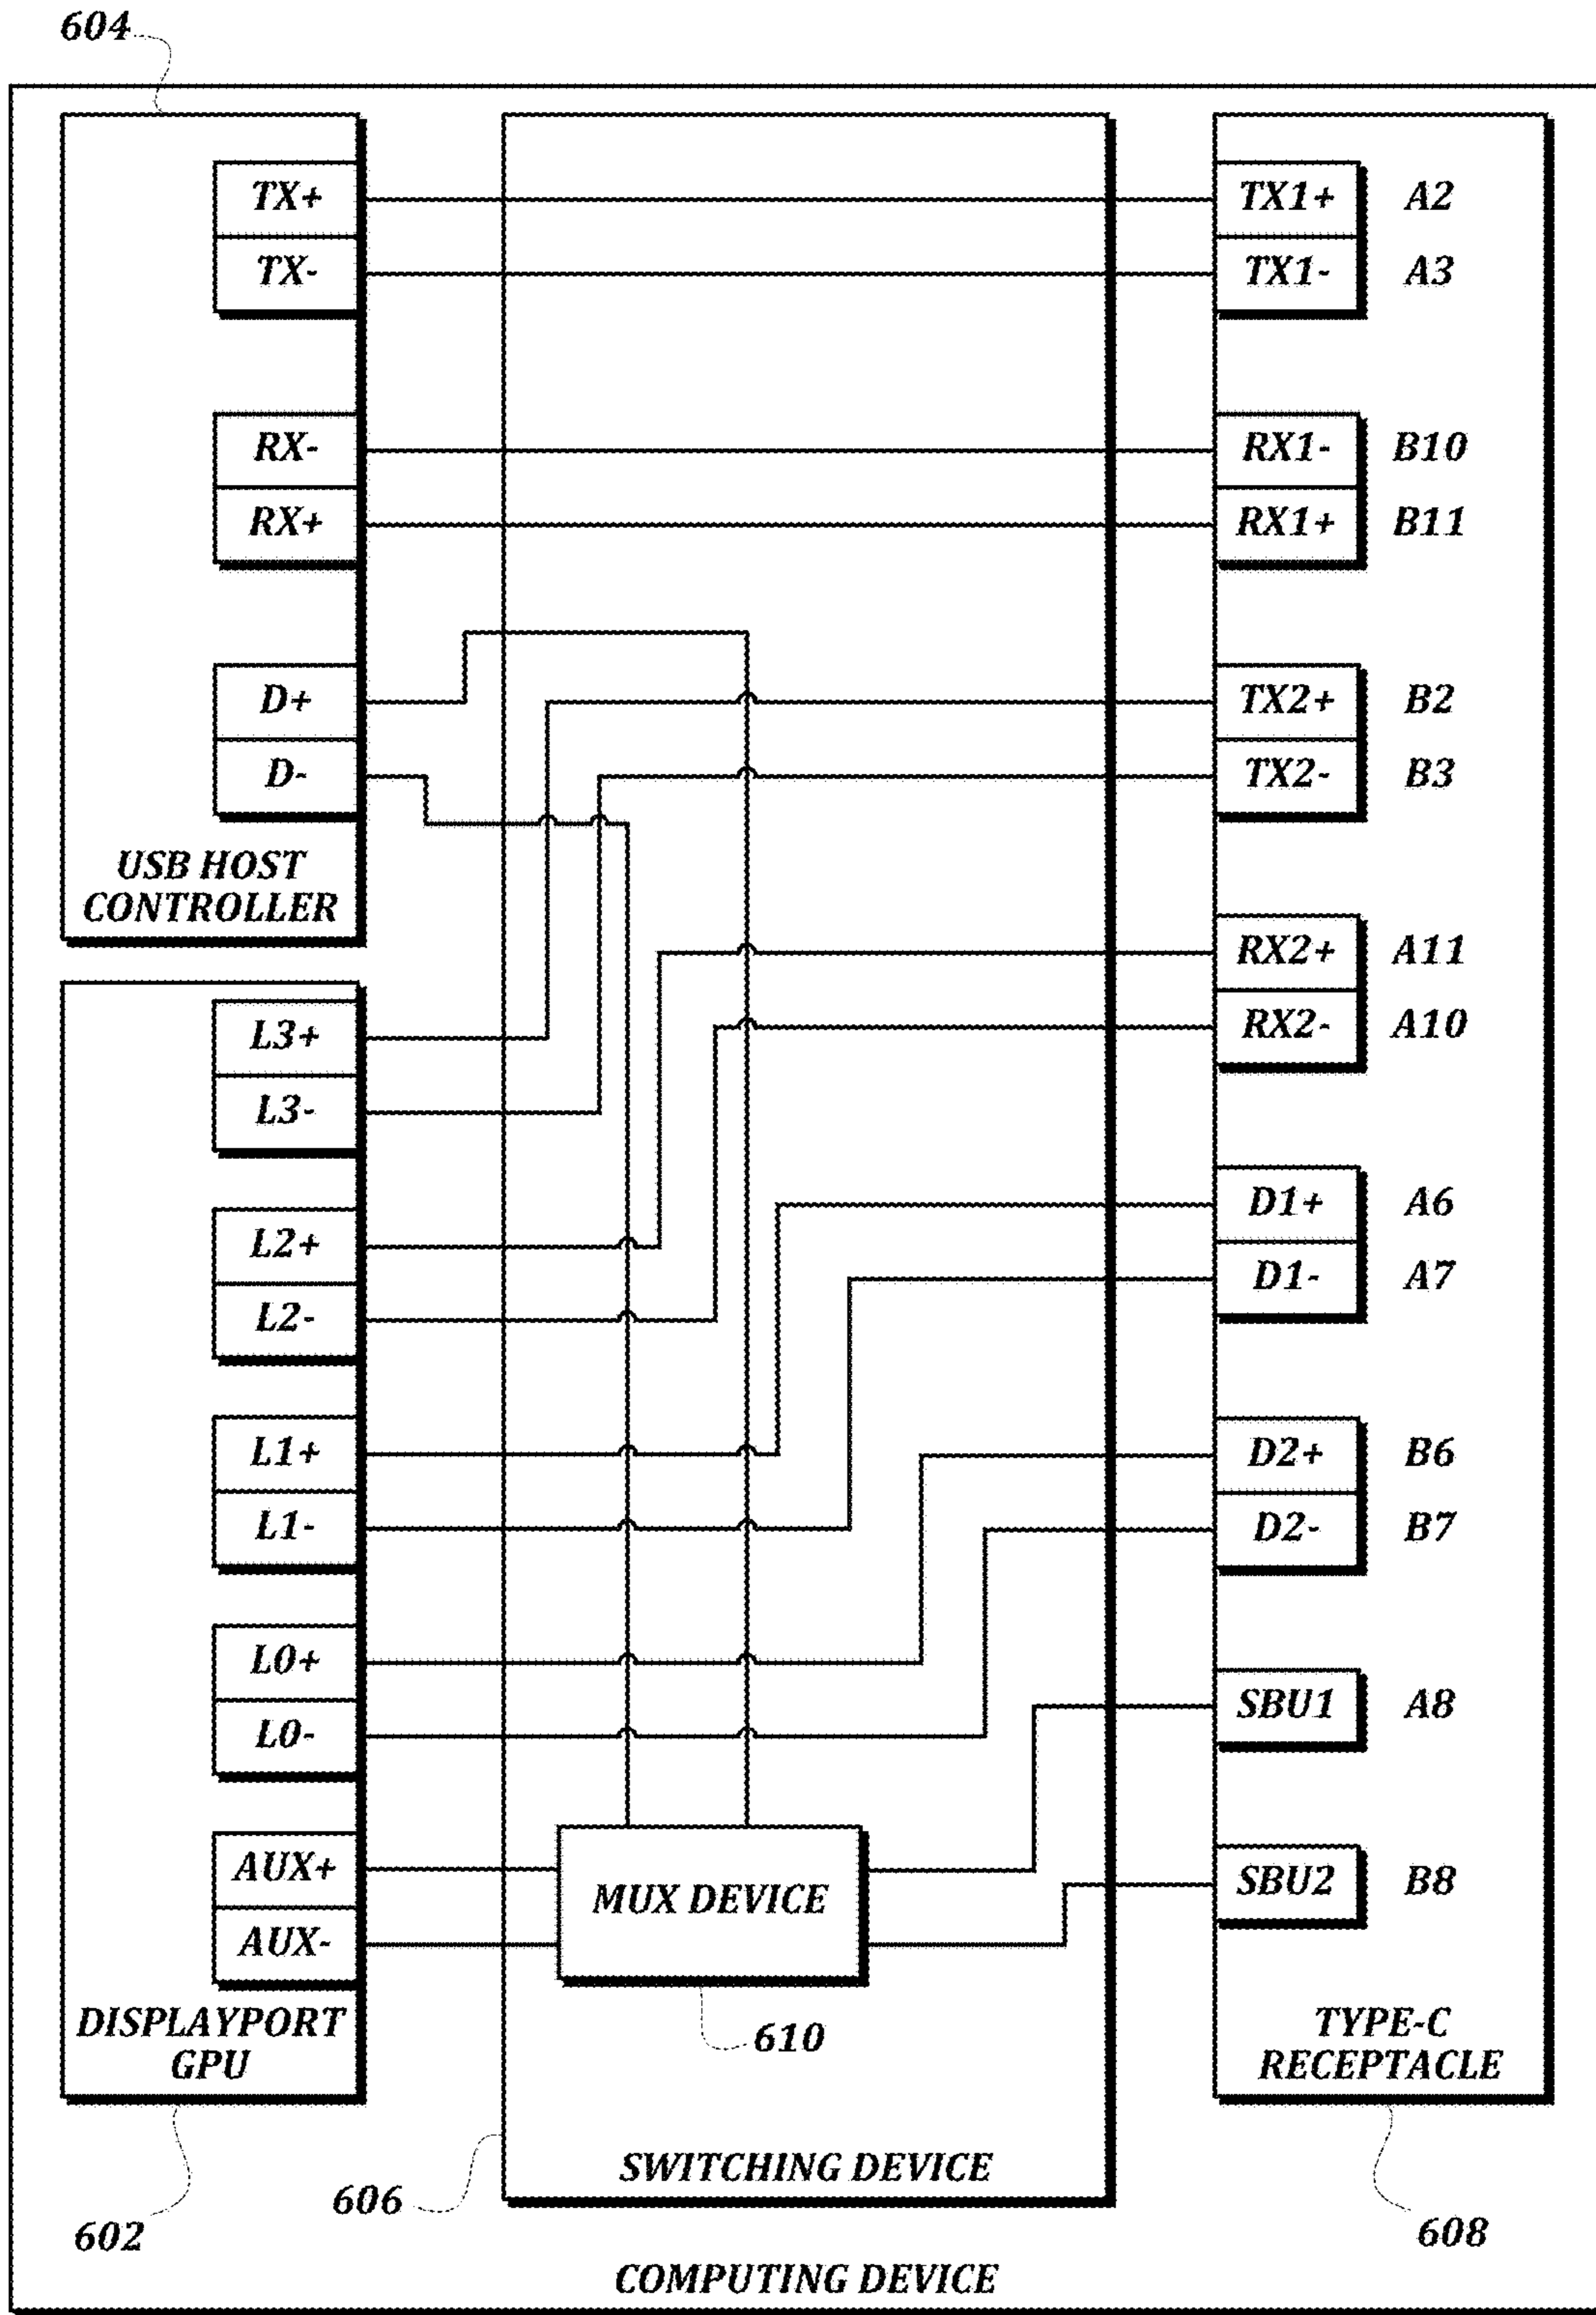 604
TX+
TX-
RX-
RX+
D+
D-
USB HOST
CONTROLLER
L3+
L3-
L2+
L2-
L1+
L1-
L0+
L0-
AUX+
AUX-
DISPLAYPORT
GPU
602
MUX DEVICE
610
SWITCHING DEVICE
606
TX1+ A2
TX1- A3
RX1- B10
RX1+ B11
TX2+ B2
TX2- B3
RX2+ A11
RX2- A10
D1+ A6
D1- A7
D2+ B6
D2- B7
SBU1 A8
SBU2 B8
TYPE-C
RECEPTACLE
608
COMPUTING DEVICE